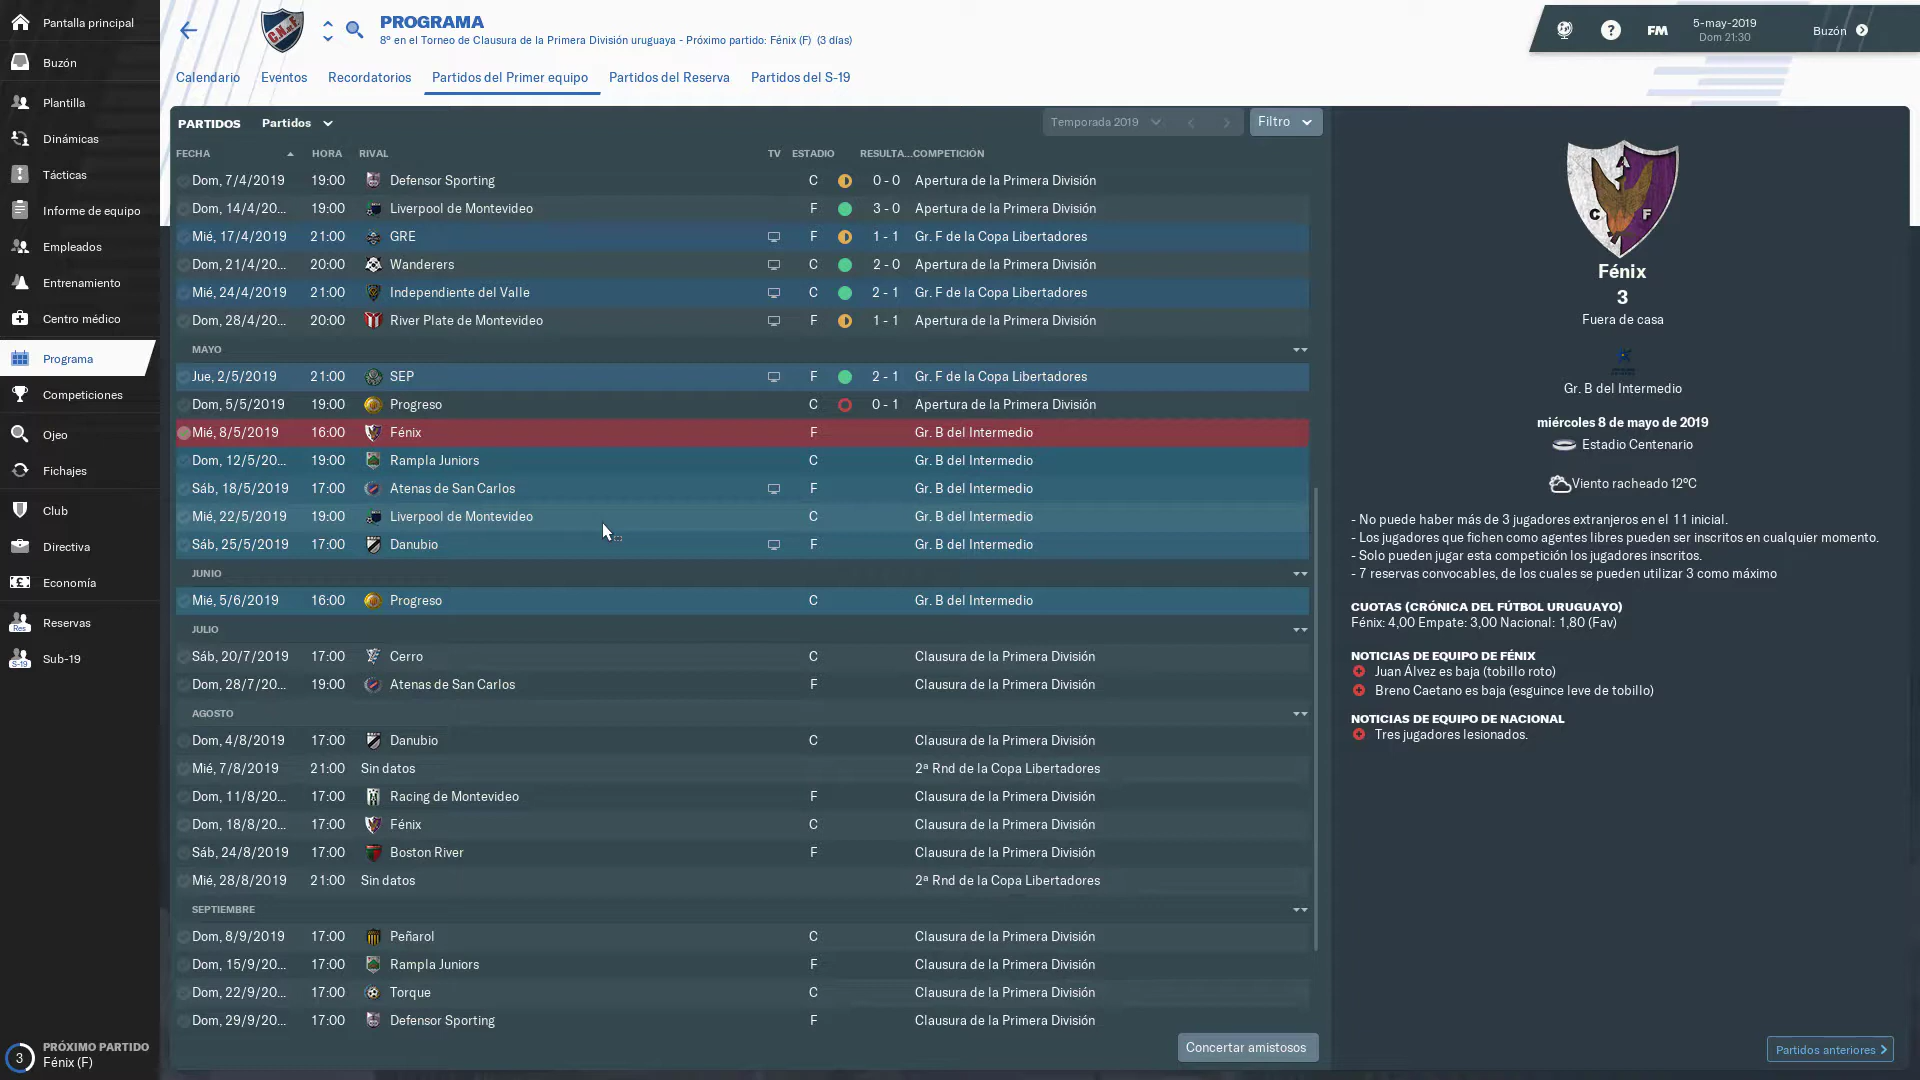 Pantalla principal
Buzón
Plantilla
Dinámicas
Tácticas
Informe de equipo
Empleados
Entrenamiento
Centro médico
Programa
Competiciones
Ojeo
Fichajes
Club
Directiva
Economía
Res
Reservas
S-19
Sub-19
3
PRÓXIMO PARTIDO
Fénix (F)
C.N. de F.
PROGRAMA
8º en el Torneo de Clausura de la Primera División uruguaya - Próximo partido: Fénix (F) (3 días)
? FM 5-may-2019 Buzón
Dom 21:30
Calendario Eventos Recordatorios Partidos del Primer equipo Partidos del Reserva Partidos del S-19
PARTIDOS Partidos Temporada 2019 Filtro
FECHA HORA RIVAL TV ESTADIO RESULTA... COMPETICIÓN
Dom, 7/4/2019 19:00 Defensor Sporting C 0 - 0 Apertura de la Primera División
Dom, 14/4/20... 19:00 Liverpool de Montevideo F 3 - 0 Apertura de la Primera División
Mié, 17/4/2019 21:00 GRE F 1 - 1 Gr. F de la Copa Libertadores
Dom, 21/4/20... 20:00 Wanderers C 2 - 0 Apertura de la Primera División
Mié, 24/4/2019 21:00 Independiente del Valle C 2 - 1 Gr. F de la Copa Libertadores
Dom, 28/4/20... 20:00 River Plate de Montevideo F 1 - 1 Apertura de la Primera División
MAYO
Jue, 2/5/2019 21:00 SEP F 2 - 1 Gr. F de la Copa Libertadores
Dom, 5/5/2019 19:00 Progreso C 0 - 1 Apertura de la Primera División
Mié, 8/5/2019 16:00 Fénix F Gr. B del Intermedio
Dom, 12/5/20... 19:00 Rampla Juniors C Gr. B del Intermedio
Sáb, 18/5/2019 17:00 Atenas de San Carlos F Gr. B del Intermedio
Mié, 22/5/2019 19:00 Liverpool de Montevideo C Gr. B del Intermedio
Sáb, 25/5/2019 17:00 Danubio F Gr. B del Intermedio
JUNIO
Mié, 5/6/2019 16:00 Progreso C Gr. B del Intermedio
JULIO
Sáb, 20/7/2019 17:00 Cerro C Clausura de la Primera División
Dom, 28/7/20... 19:00 Atenas de San Carlos F Clausura de la Primera División
AGOSTO
Dom, 4/8/2019 17:00 Danubio C Clausura de la Primera División
Mié, 7/8/2019 21:00 Sin datos 2ª Rnd de la Copa Libertadores
Dom, 11/8/20... 17:00 Racing de Montevideo F Clausura de la Primera División
Dom, 18/8/20... 17:00 Fénix C Clausura de la Primera División
Sáb, 24/8/2019 17:00 Boston River F Clausura de la Primera División
Mié, 28/8/2019 21:00 Sin datos 2ª Rnd de la Copa Libertadores
SEPTIEMBRE
Dom, 8/9/2019 17:00 Peñarol C Clausura de la Primera División
Dom, 15/9/20... 17:00 Rampla Juniors F Clausura de la Primera División
Dom, 22/9/20... 17:00 Torque C Clausura de la Primera División
Dom, 29/9/20... 17:00 Defensor Sporting F Clausura de la Primera División
Concertar amistosos
A
C F
Fénix
3
Fuera de casa
Gr. B del Intermedio
miércoles 8 de mayo de 2019
Estadio Centenario
Viento racheado 12ºC
- No puede haber más de 3 jugadores extranjeros en el 11 inicial.
- Los jugadores que fichen como agentes libres pueden ser inscritos en cualquier momento.
- Solo pueden jugar esta competición los jugadores inscritos.
- 7 reservas convocables, de los cuales se pueden utilizar 3 como máximo
CUOTAS (CRÓNICA DEL FÚTBOL URUGUAYO)
Fénix: 4,00 Empate: 3,00 Nacional: 1,80 (Fav)
NOTICIAS DE EQUIPO DE FÉNIX
Juan Álvez es baja (tobillo roto)
Breno Caetano es baja (esguince leve de tobillo)
NOTICIAS DE EQUIPO DE NACIONAL
Tres jugadores lesionados.
Partidos anteriores